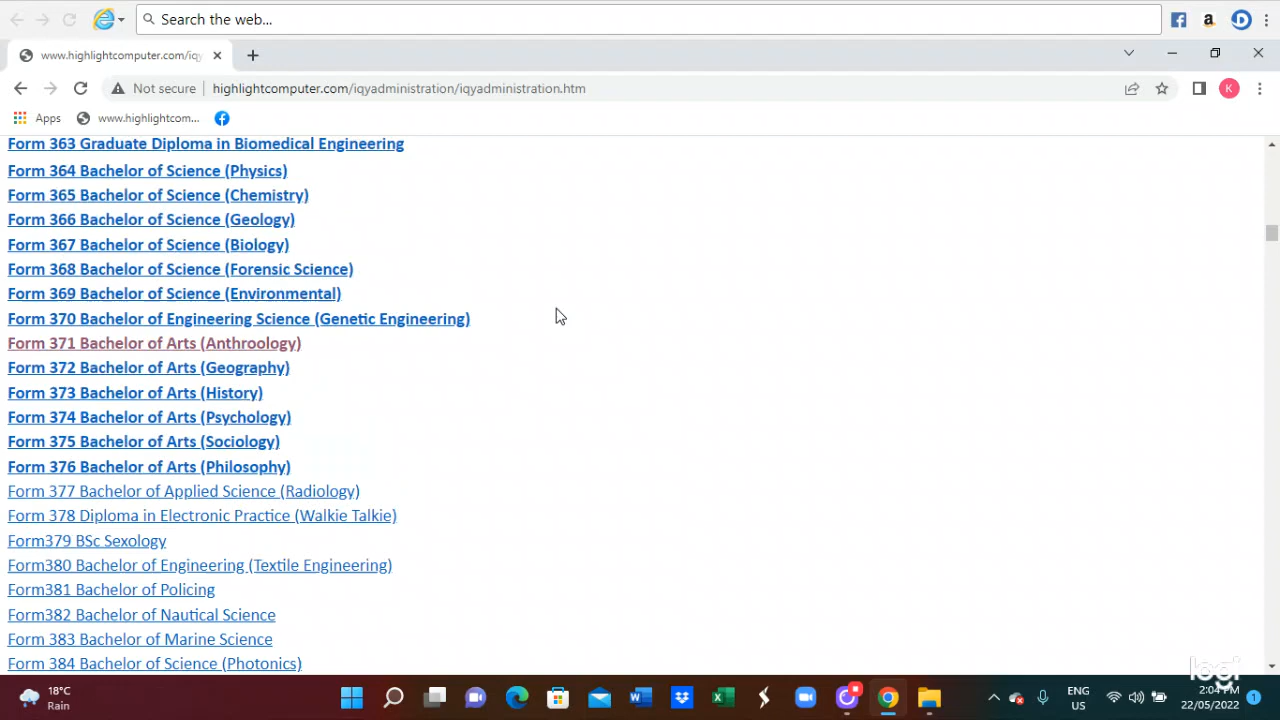 Search the web...
www.highlightcomputer.com/iqy
Not secure highlightcomputer.com/iqyadministration/iqyadministration.htm K
Apps www.highlightcom...
Form 363 Graduate Diploma in Biomedical Engineering
Form 364 Bachelor of Science (Physics)
Form 365 Bachelor of Science (Chemistry)
Form 366 Bachelor of Science (Geology)
Form 367 Bachelor of Science (Biology)
Form 368 Bachelor of Science (Forensic Science)
Form 369 Bachelor of Science (Environmental)
Form 370 Bachelor of Engineering Science (Genetic Engineering)
Form 371 Bachelor of Arts (Anthroology)
Form 372 Bachelor of Arts (Geography)
Form 373 Bachelor of Arts (History)
Form 374 Bachelor of Arts (Psychology)
Form 375 Bachelor of Arts (Sociology)
Form 376 Bachelor of Arts (Philosophy)
Form 377 Bachelor of Applied Science (Radiology)
Form 378 Diploma in Electronic Practice (Walkie Talkie)
Form379 BSc Sexology
Form380 Bachelor of Engineering (Textile Engineering)
Form381 Bachelor of Policing
Form382 Bachelor of Nautical Science
Form 383 Bachelor of Marine Science
Form 384 Bachelor of Science (Photonics)
logi
18°C
Rain
ENG
US
2:04 PM
22/05/2022
1